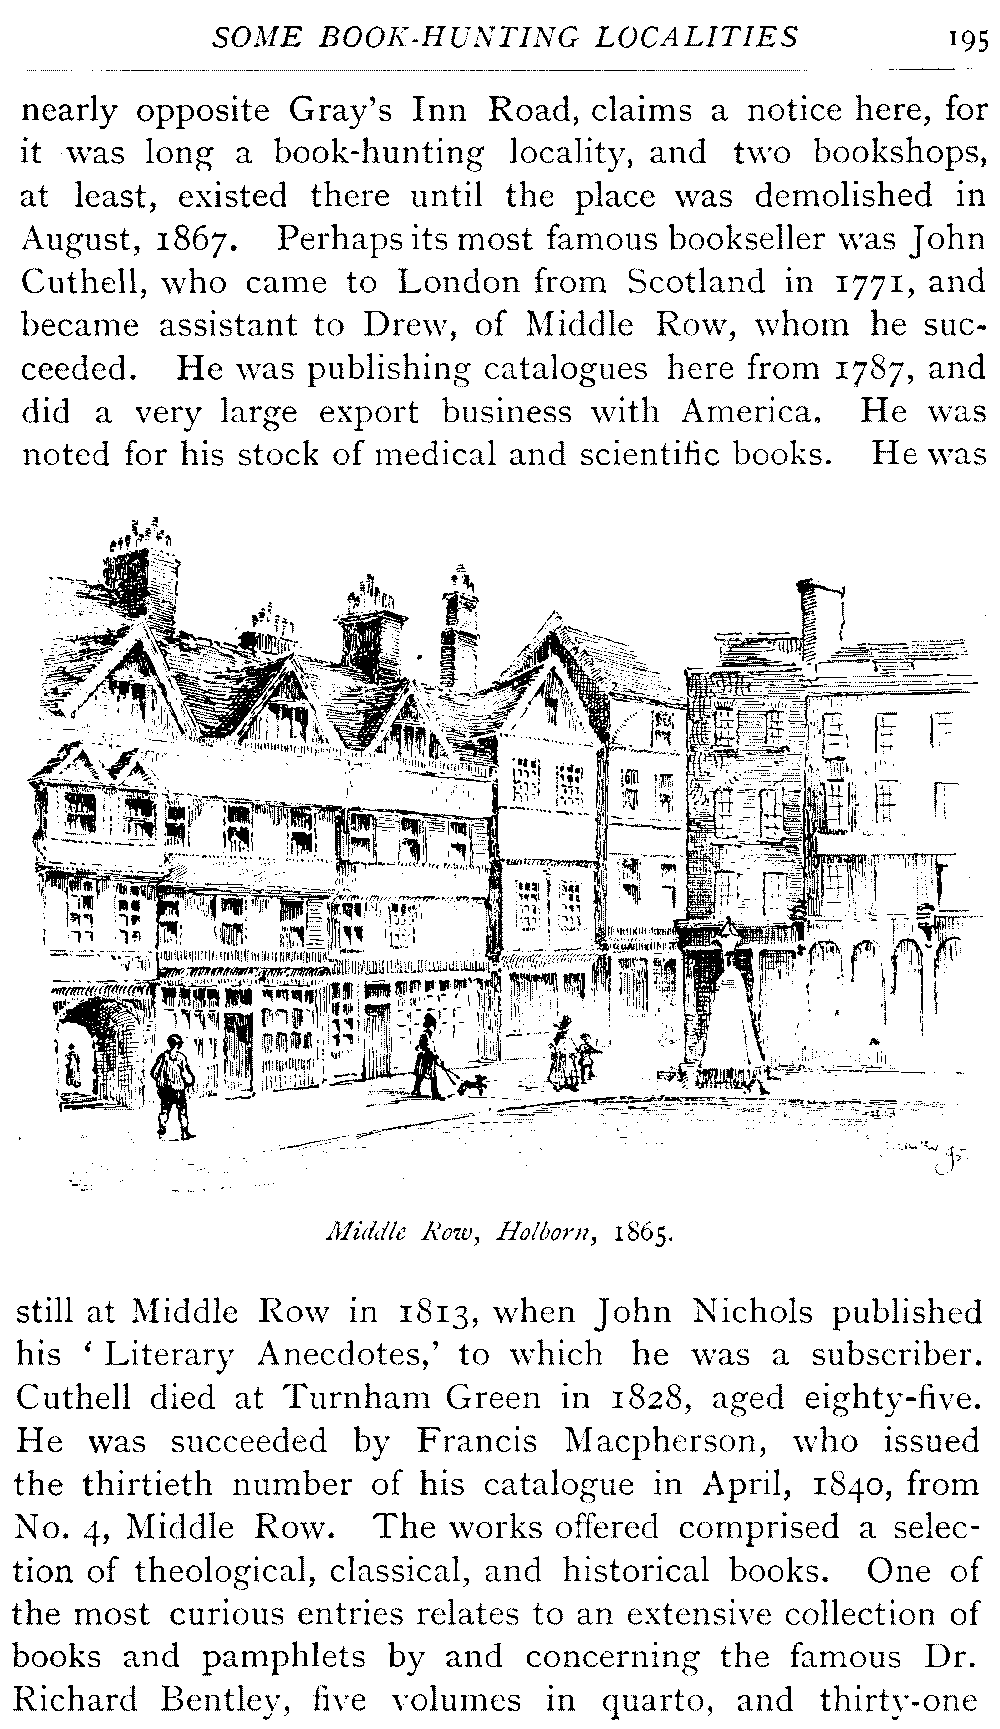 SOME BOOK-HUNTING LOCALITIES 195
nearly opposite Gray's Inn Road, claims a notice here, for
it was long a book-hunting locality, and two bookshops,
at least, existed there until the place was demolished in
August, 1867. Perhaps its most famous bookseller was John
Cuthell, who came to London from Scotland in 1771, and
became assistant to Drew, of Middle Row, whom he suc-
ceeded. He was publishing catalogues here from 1787, and
did a very large export business with America. He was
noted for his stock of medical and scientific books. He was
Middle Row, Holborn, 1865.
still at Middle Row in 1813, when John Nichols published
his ‘ Literary Anecdotes,’ to which he was a subscriber.
Cuthell died at Turnham Green in 1828, aged eighty-five.
He was succeeded by Francis Macpherson, who issued
the thirtieth number of his catalogue in April, 1840, from
No. 4, Middle Row. The works offered comprised a selec-
tion of theological, classical, and historical books. One of
the most curious entries relates to an extensive collection of
books and pamphlets by and concerning the famous Dr.
Richard Bentley, five volumes in quarto, and thirty-one